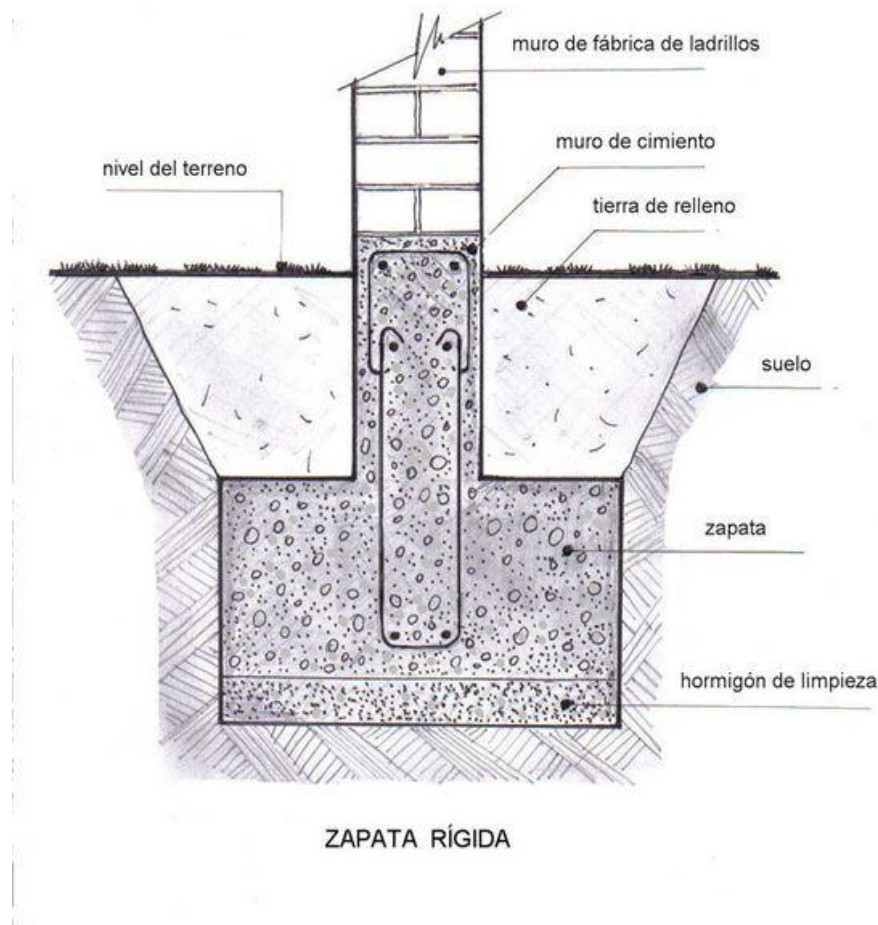 muro de fábrica de ladrillos
muro de cimiento
nivel del terreno
tierra de relleno
suelo
zapata
hormigón de limpieza
ZAPATA RÍGIDA